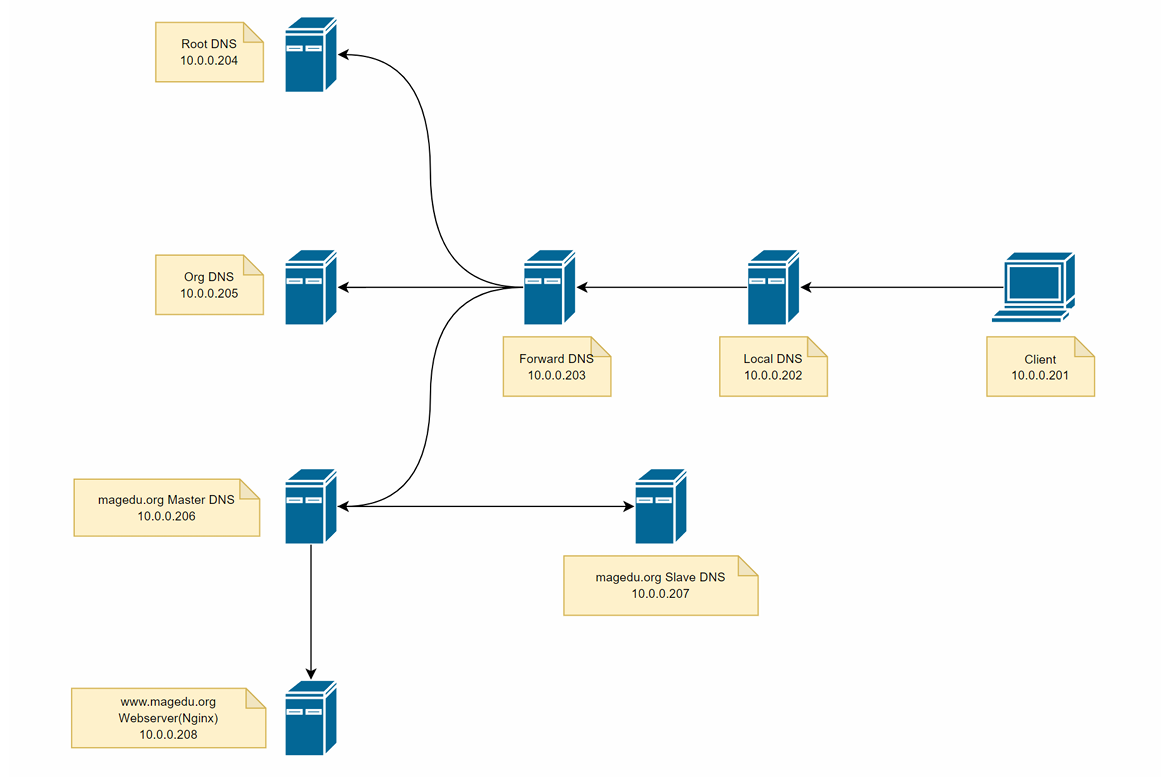 Root DNS
10.0.0.204
Org DNS
10.0.0.205
Forward DNS
10.0.0.203
Local DNS
10.0.0.202
Client
10.0.0.201
magedu.org Master DNS
10.0.0.206
magedu.org Slave DNS
10.0.0.207
www.magedu.org
Webserver(Nginx)
10.0.0.208